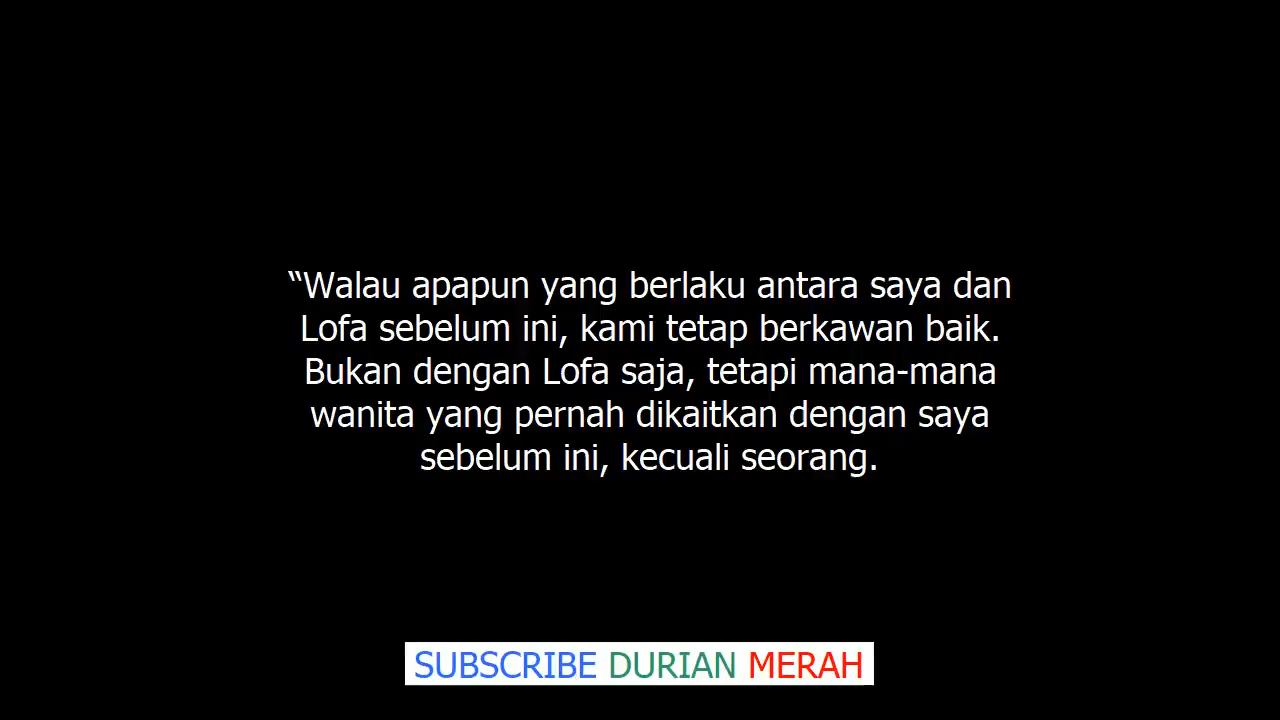 “Walau apapun yang berlaku antara saya dan
Lofa sebelum ini, kami tetap berkawan baik.
Bukan dengan Lofa saja, tetapi mana-mana
wanita yang pernah dikaitkan dengan saya
sebelum ini, kecuali seorang.
SUBSCRIBE DURIAN MERAH